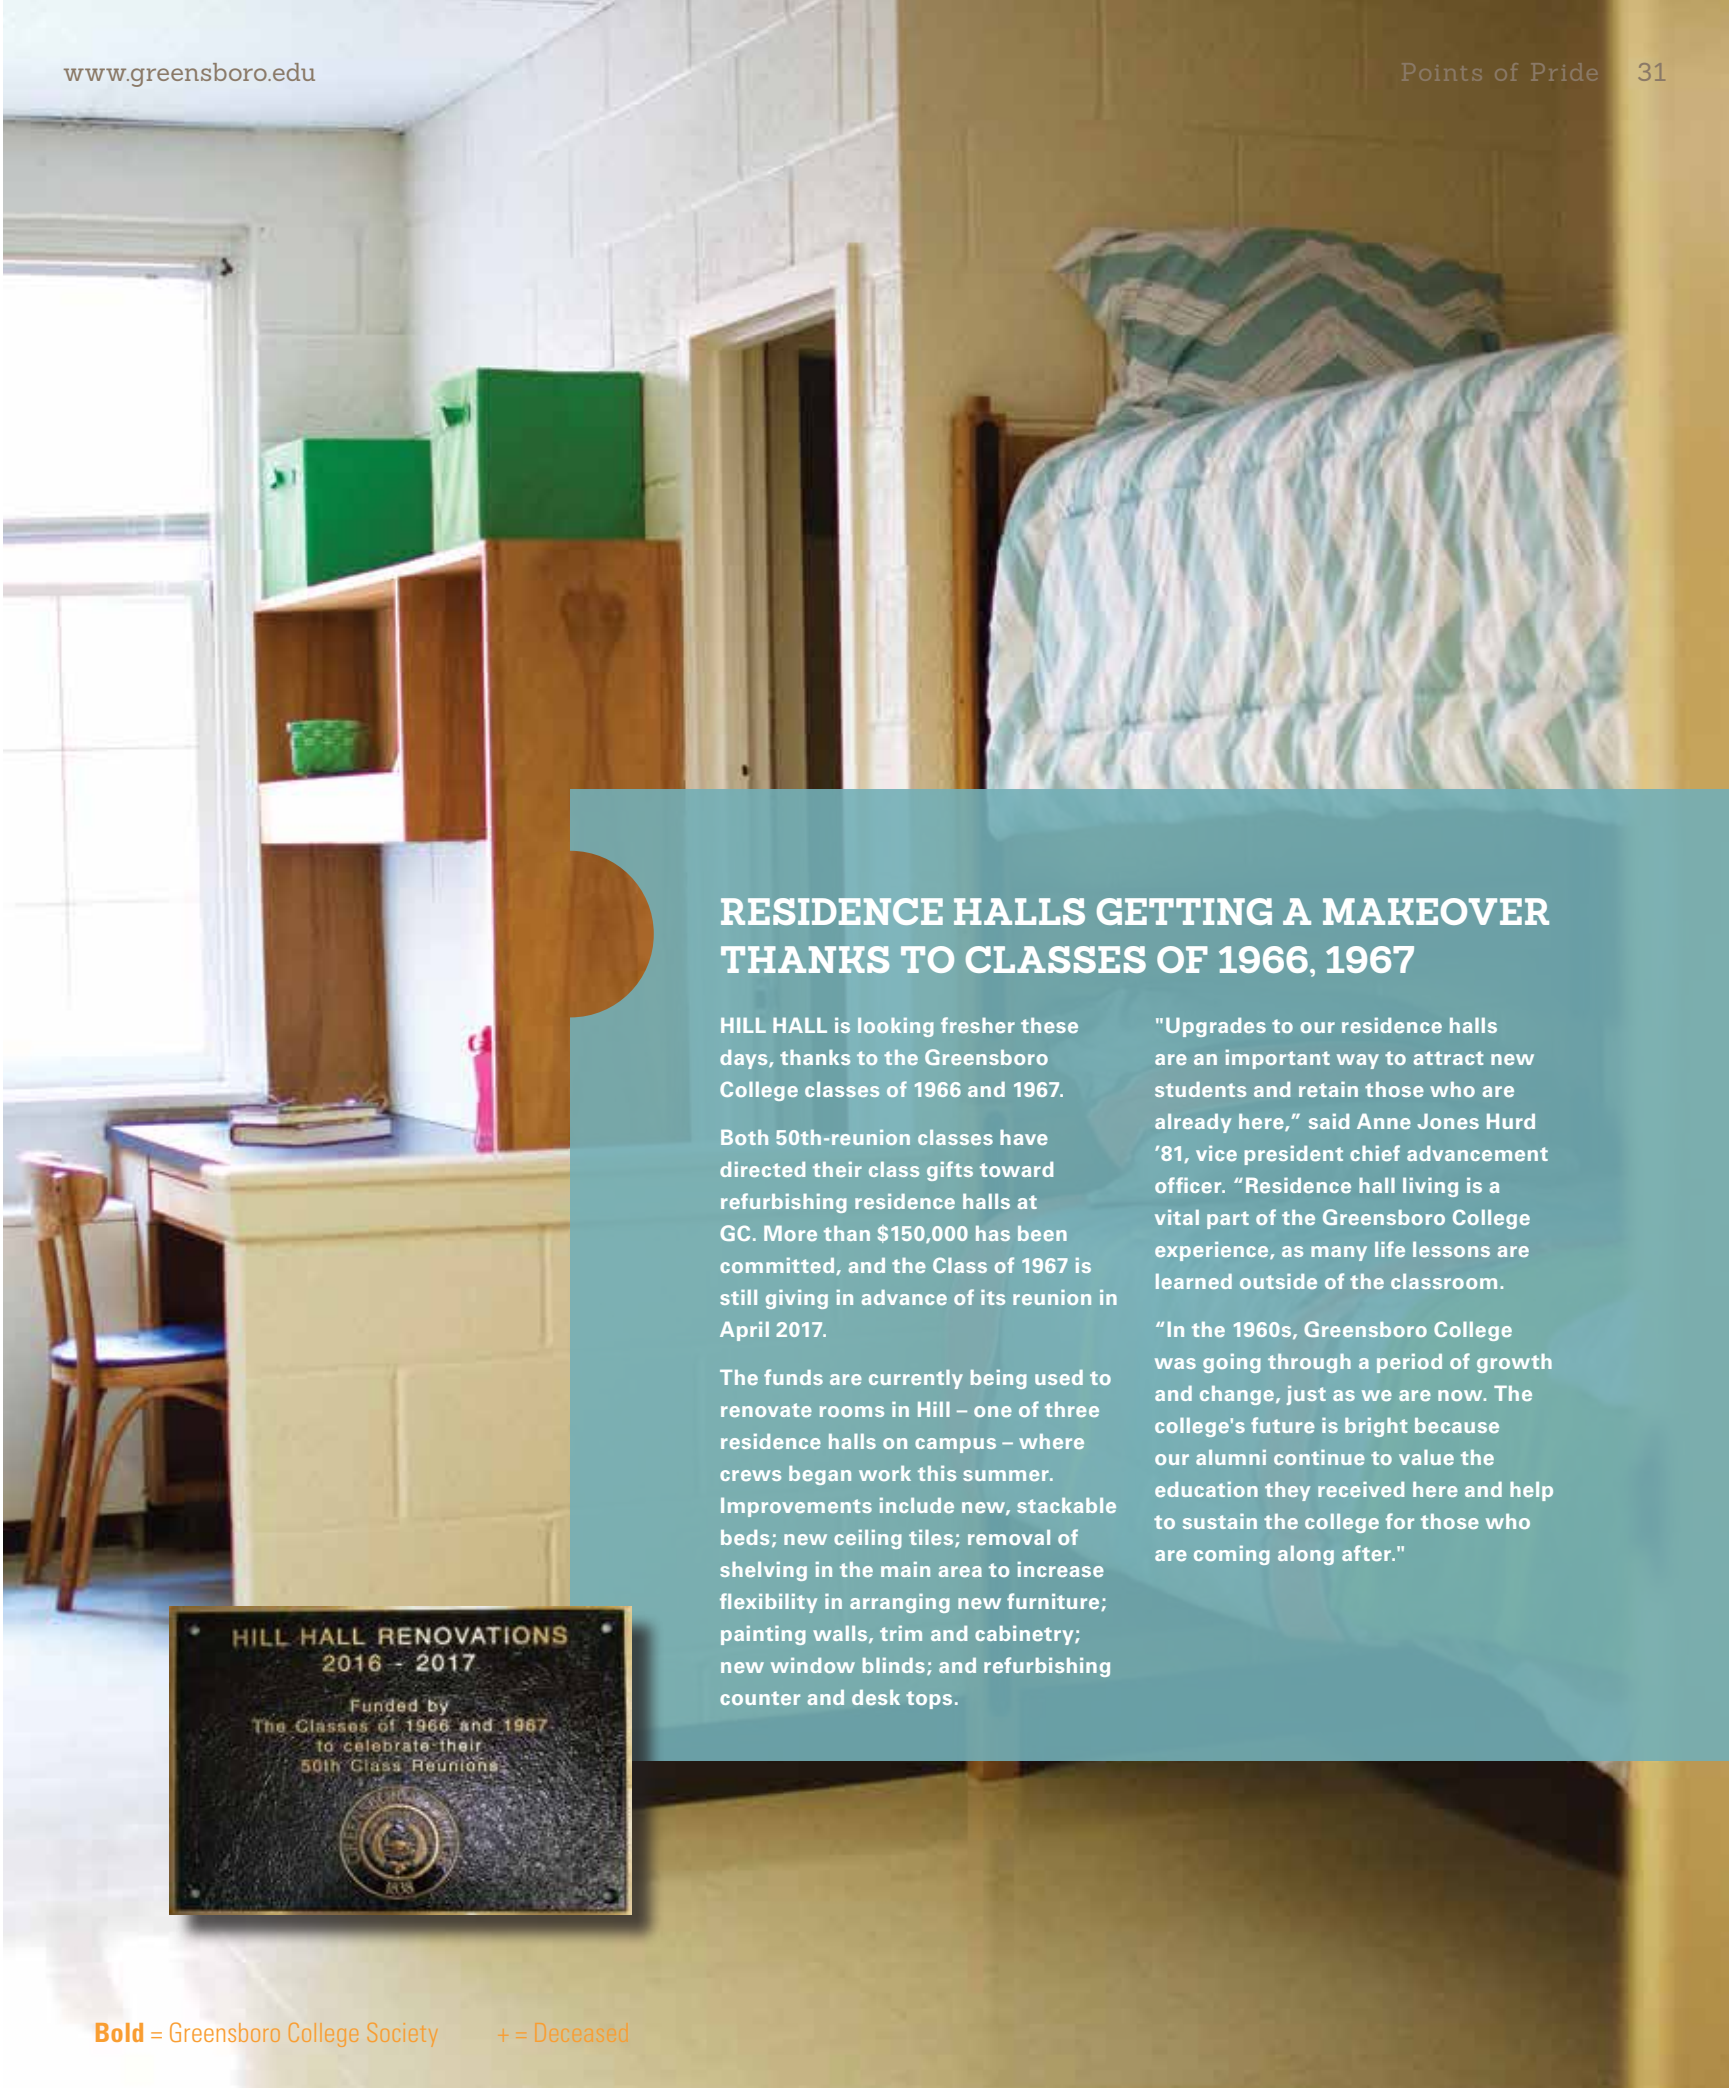 www.greensboro.edu
Points of Pride 31
RESIDENCE HALLS GETTING A MAKEOVER
THANKS TO CLASSES OF 1966, 1967
HILL HALL is looking fresher these
days, thanks to the Greensboro
College classes of 1966 and 1967.
Both 50th-reunion classes have
directed their class gifts toward
refurbishing residence halls at
GC. More than $150,000 has been
committed, and the Class of 1967 is
still giving in advance of its reunion in
April 2017.
The funds are currently being used to
renovate rooms in Hill – one of three
residence halls on campus – where
crews began work this summer.
Improvements include new, stackable
beds; new ceiling tiles; removal of
shelving in the main area to increase
flexibility in arranging new furniture;
painting walls, trim and cabinetry;
new window blinds; and refurbishing
counter and desk tops.
"Upgrades to our residence halls
are an important way to attract new
students and retain those who are
already here,” said Anne Jones Hurd
’81, vice president chief advancement
officer. “Residence hall living is a
vital part of the Greensboro College
experience, as many life lessons are
learned outside of the classroom.
“In the 1960s, Greensboro College
was going through a period of growth
and change, just as we are now. The
college's future is bright because
our alumni continue to value the
education they received here and help
to sustain the college for those who
are coming along after."
HILL HALL RENOVATIONS
2016 - 2017
Funded by
The Classes of 1966 and 1967
to celebrate their
50th Class Reunions
1838
Bold = Greensboro College Society + = Deceased